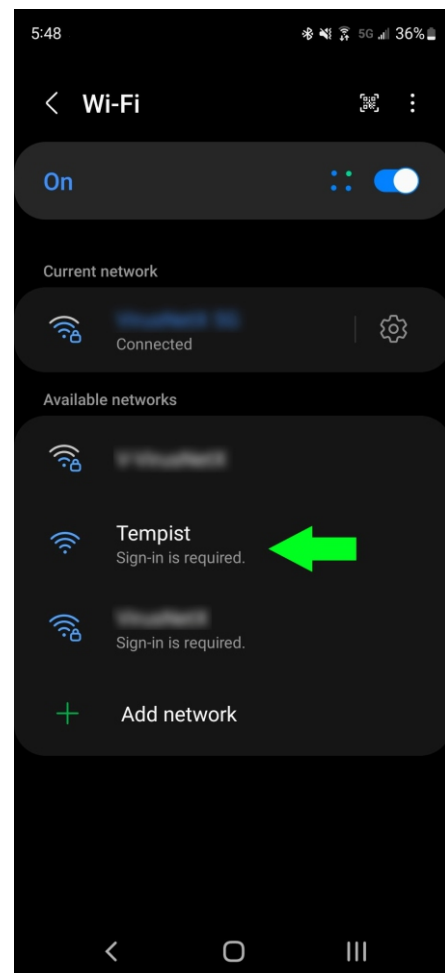 5:48
5G 36%
Wi-Fi
On
Current network
Connected
Available networks
Tempist
Sign-in is required.
Sign-in is required.
Add network